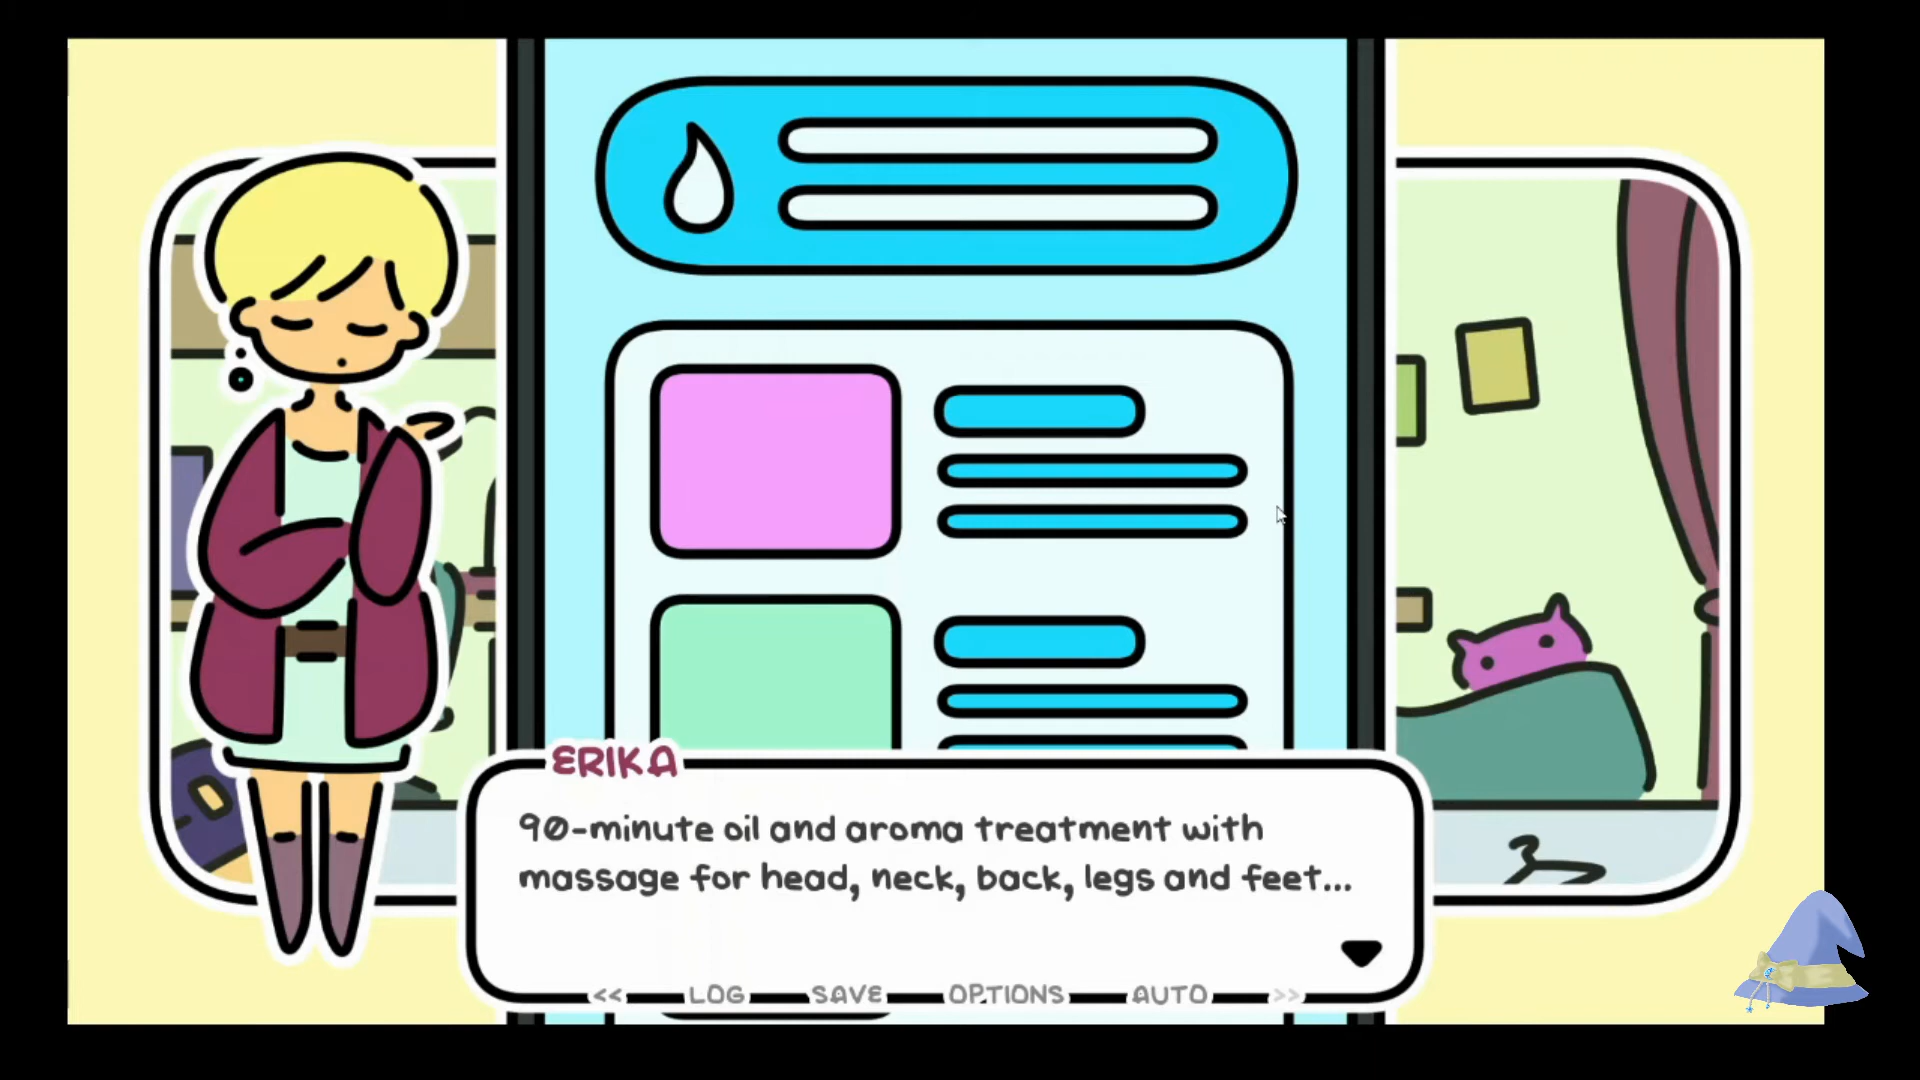 ERIKA
90-minute oil and aroma treatment with
massage for head, neck, back, legs and feet...
<< LOG SAVE OPTIONS AUTO >>